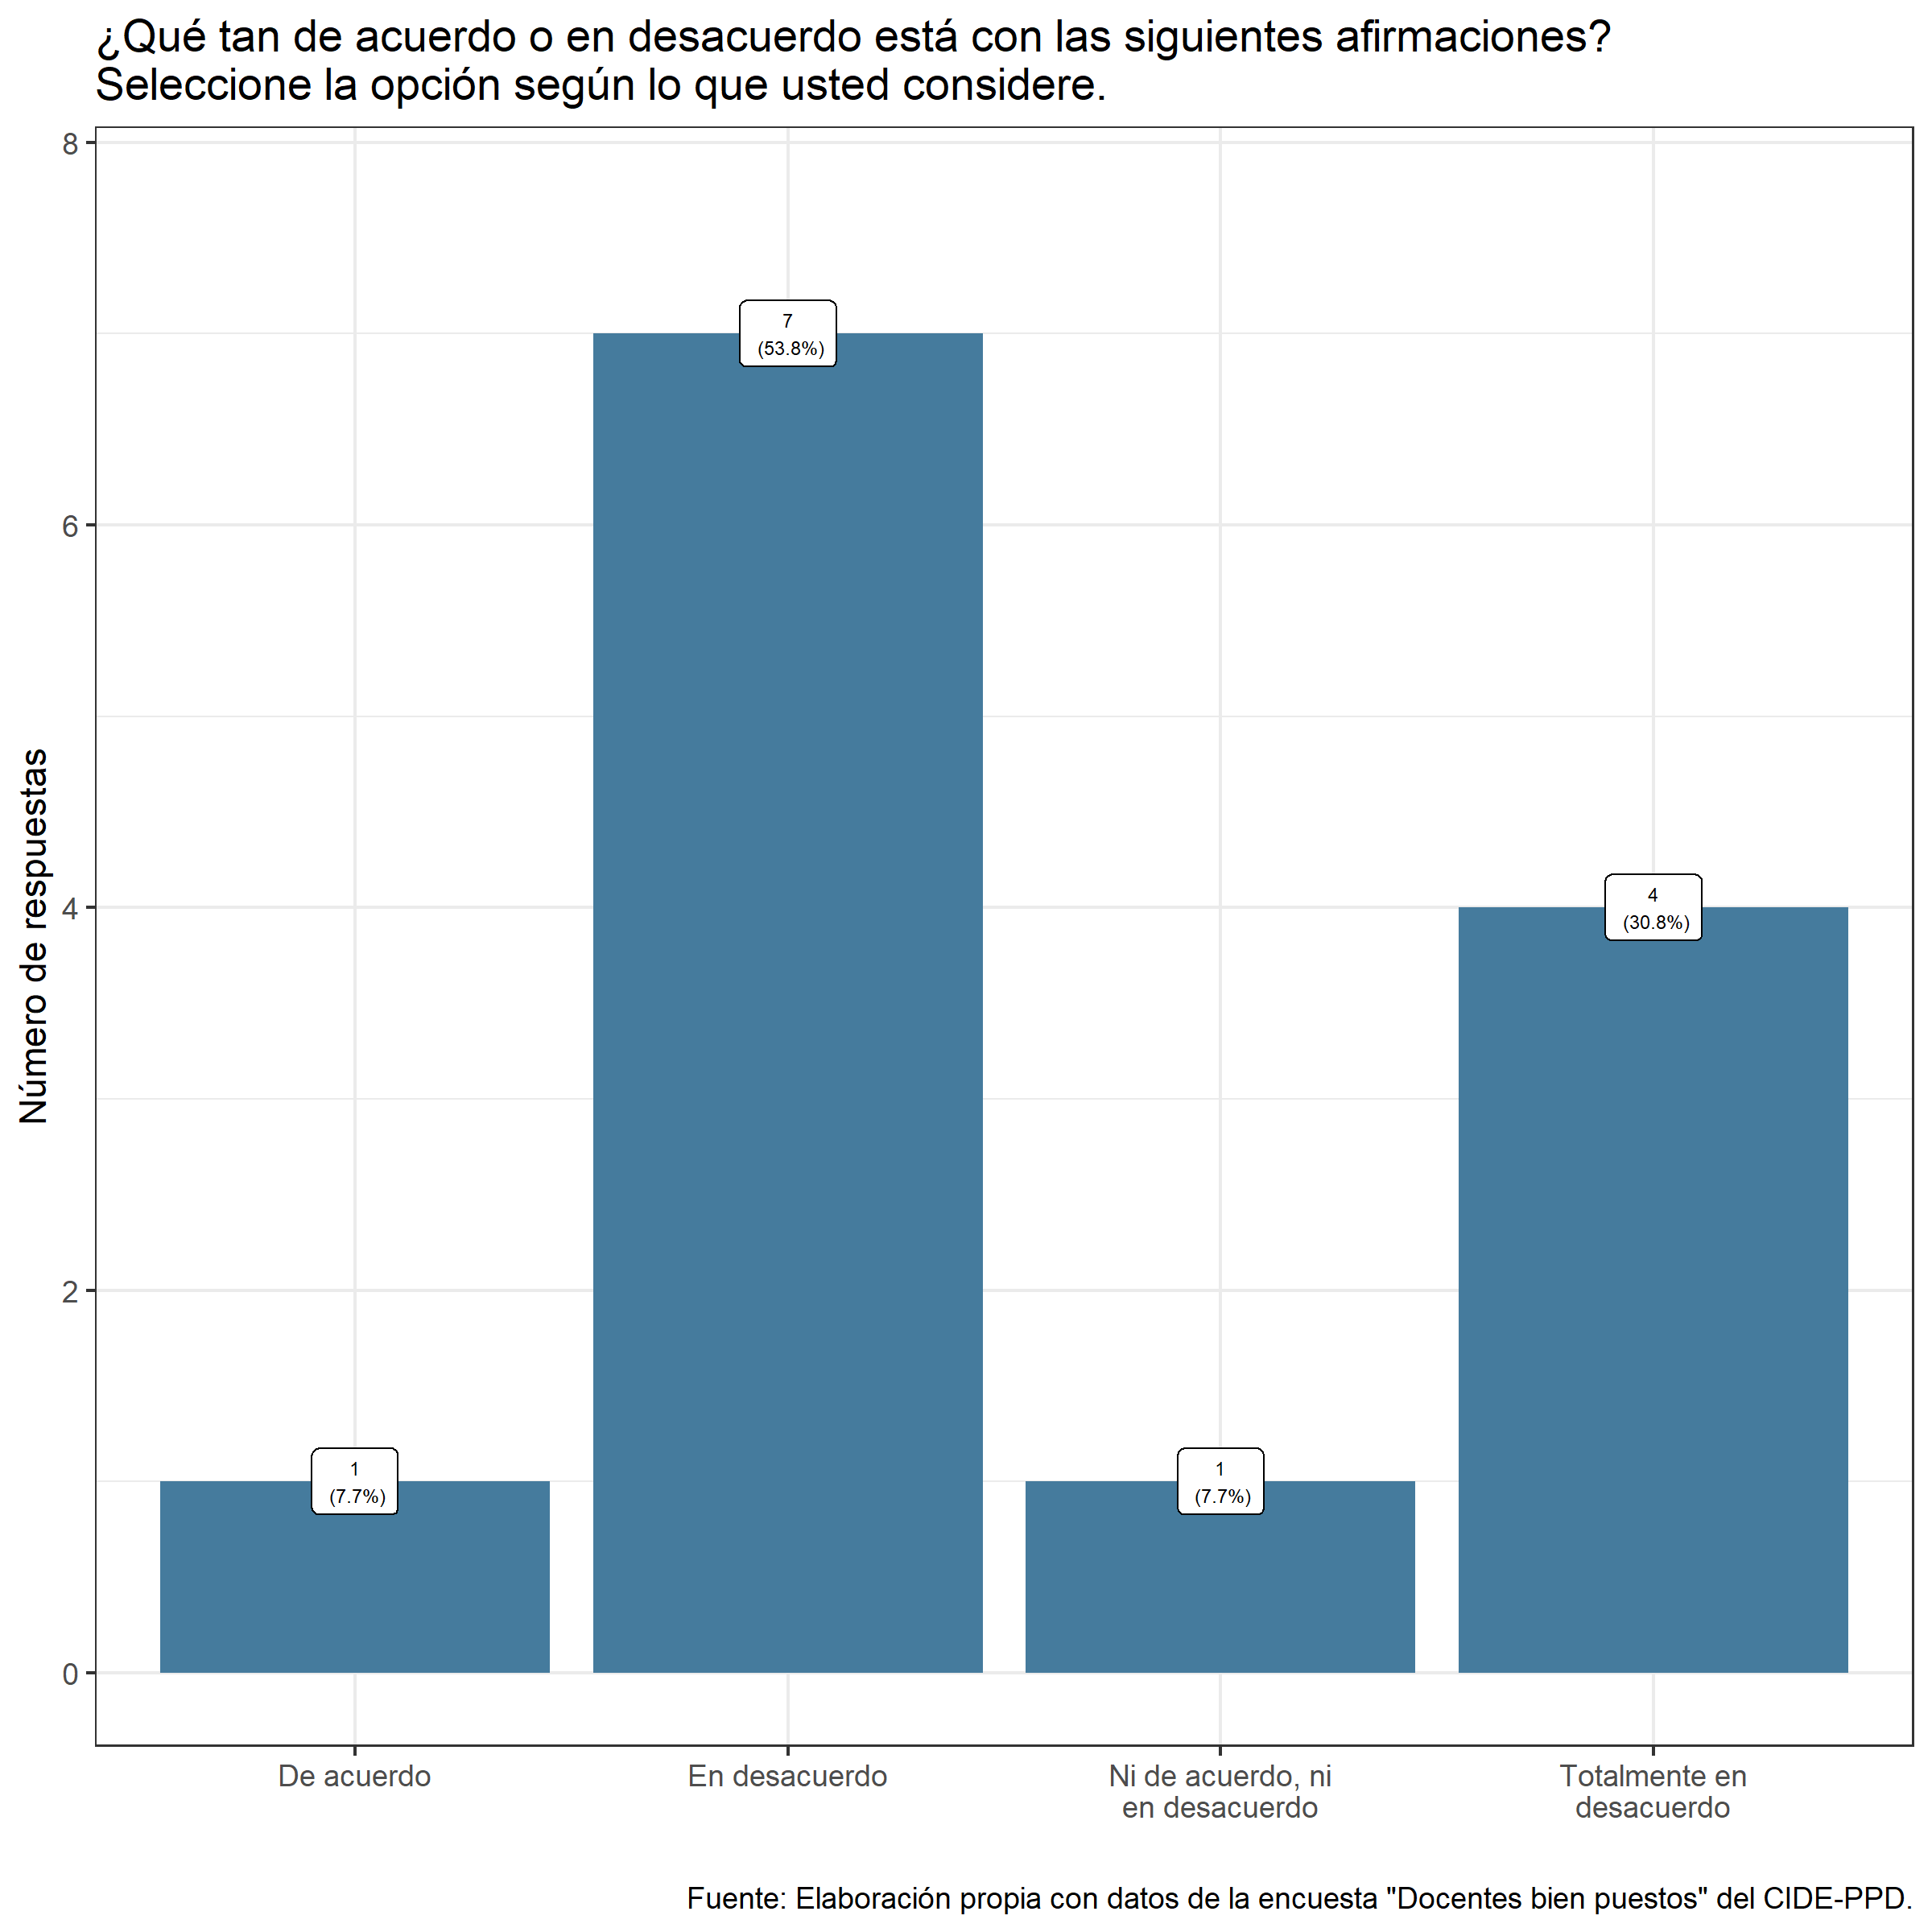 ¿Qué tan de acuerdo o en desacuerdo está con las siguientes afirmaciones?
Seleccione la opción según lo que usted considere.
Número de respuestas
8
6
4
2
0
1
(7.7%)
7
(53.8%)
1
(7.7%)
4
(30.8%)
De acuerdo
En desacuerdo
Ni de acuerdo, ni
en desacuerdo
Totalmente en
desacuerdo
Fuente: Elaboración propia con datos de la encuesta "Docentes bien puestos" del CIDE-PPD.